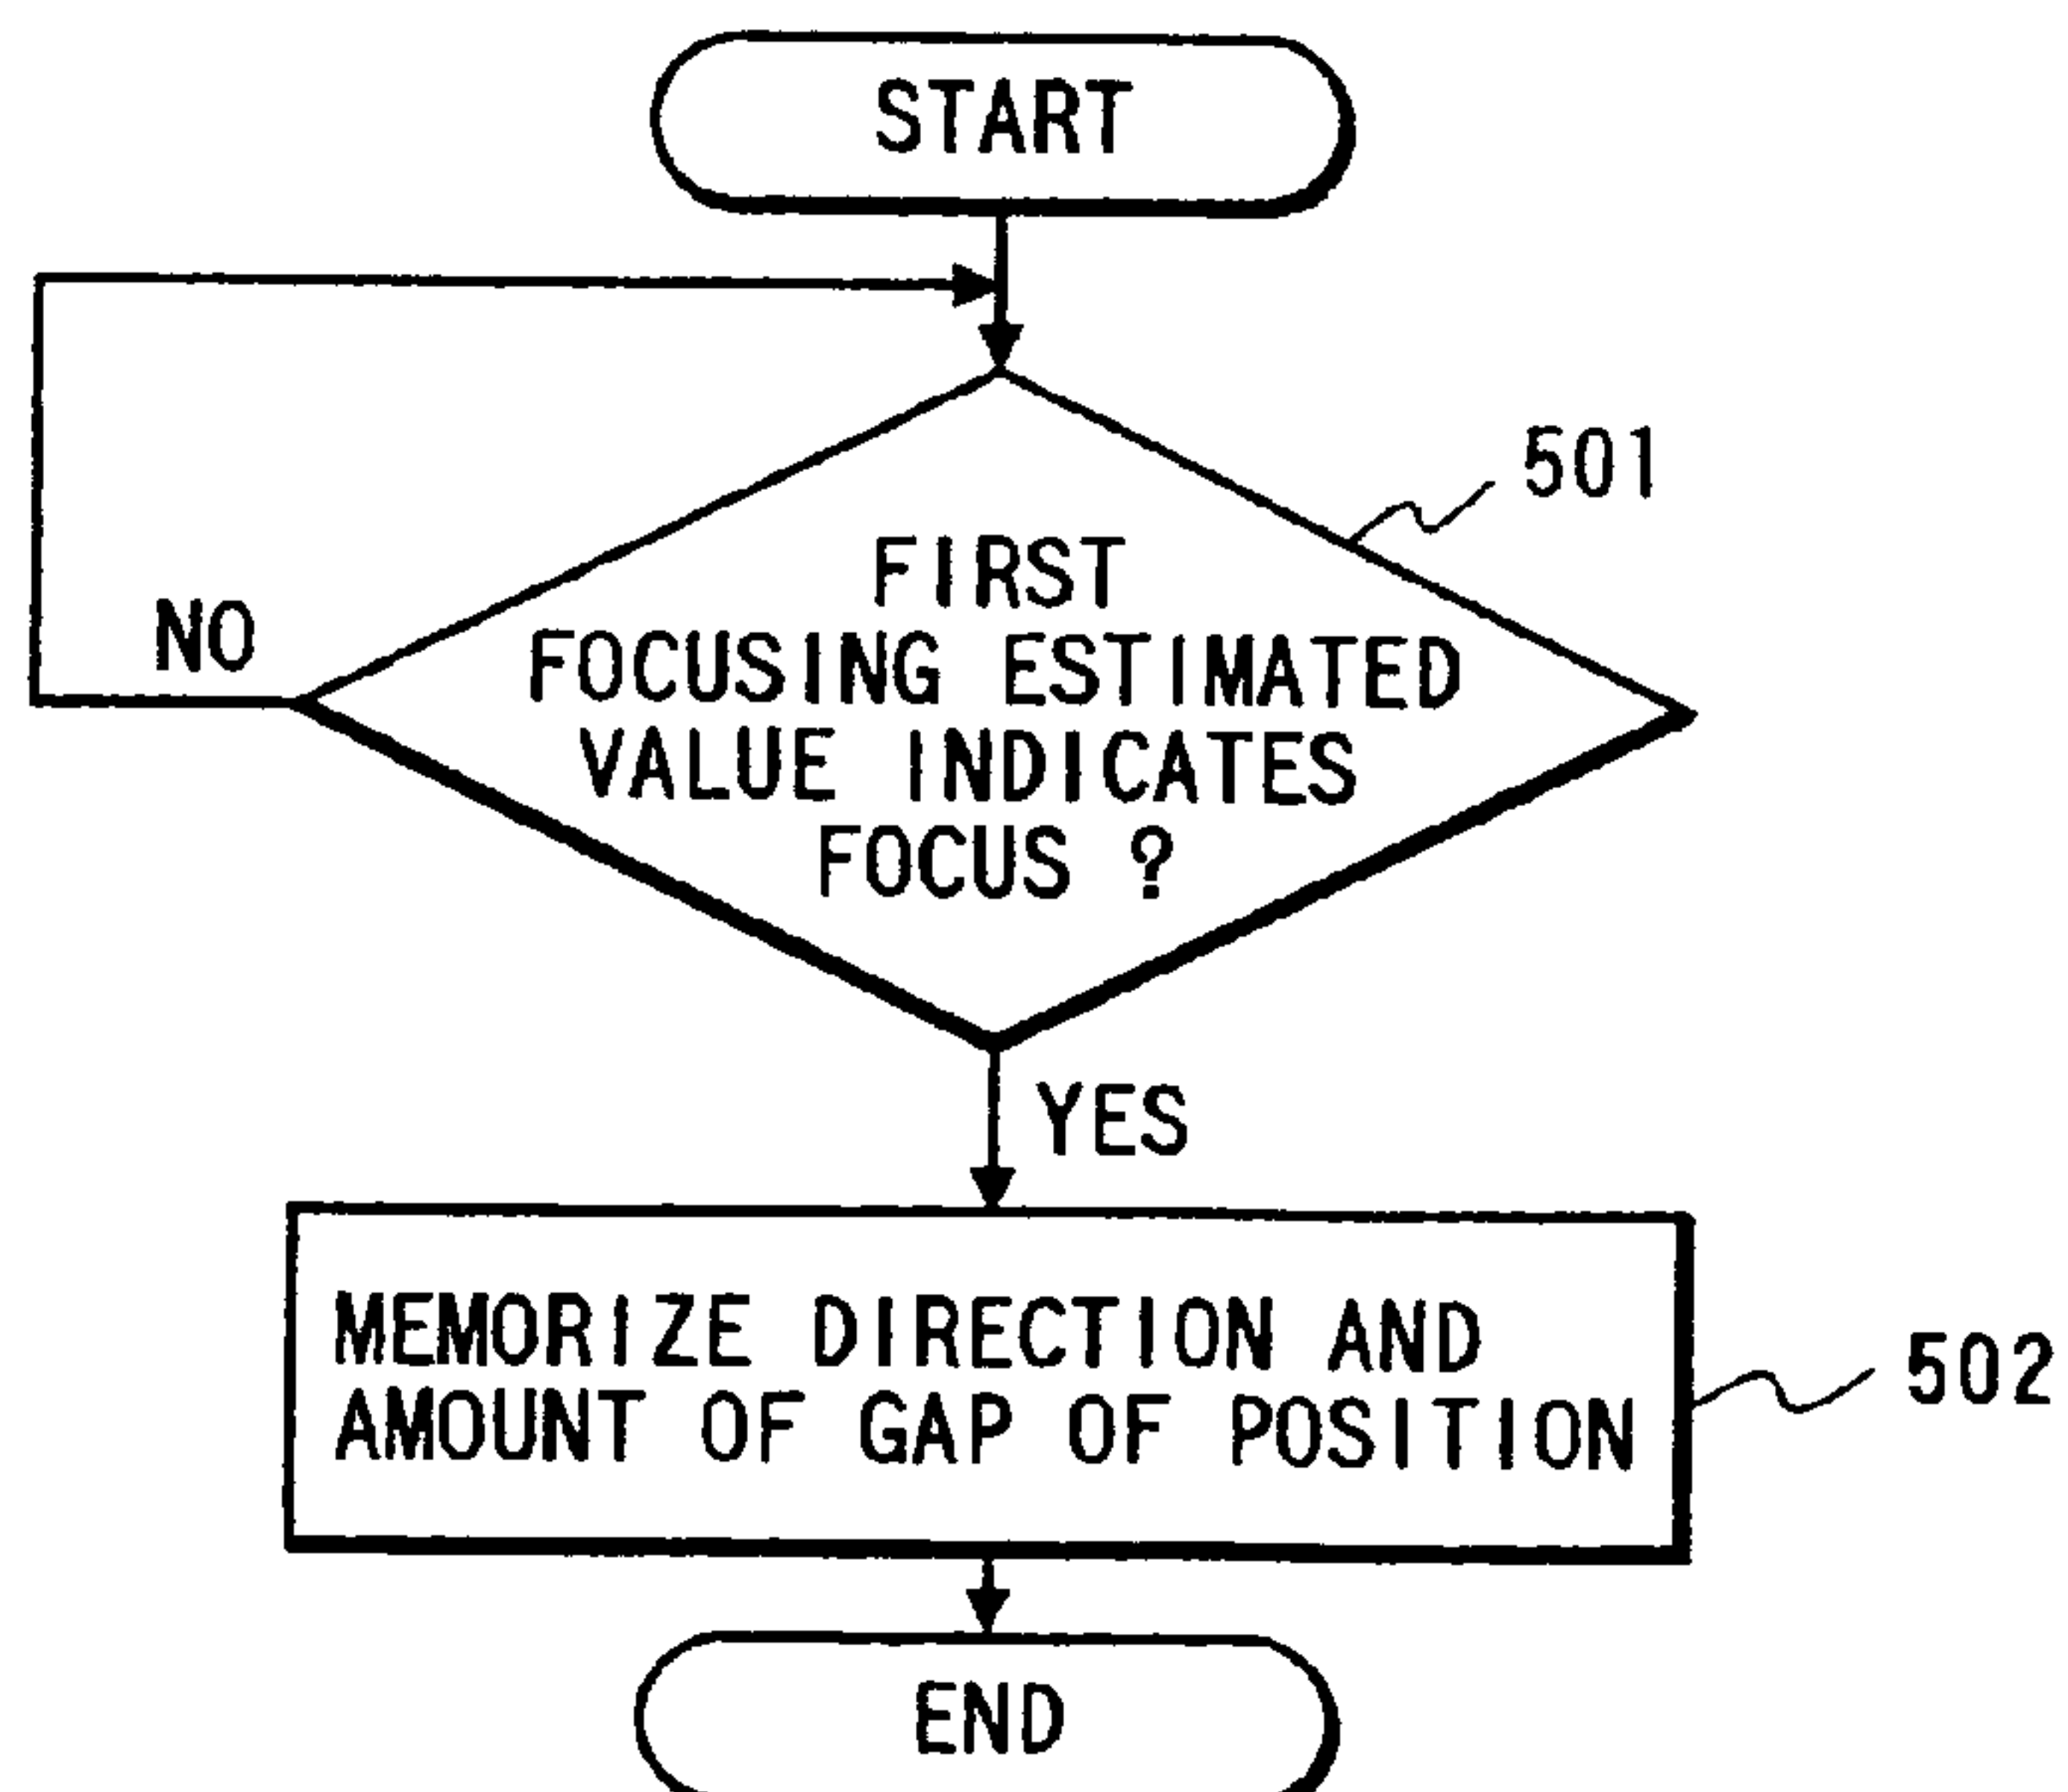 START
501
FIRST
FOCUSING ESTIMATED
VALUE INDICATES
FOCUS ?
NO
YES
MEMORIZE DIRECTION AND
AMOUNT OF GAP OF POSITION
502
END